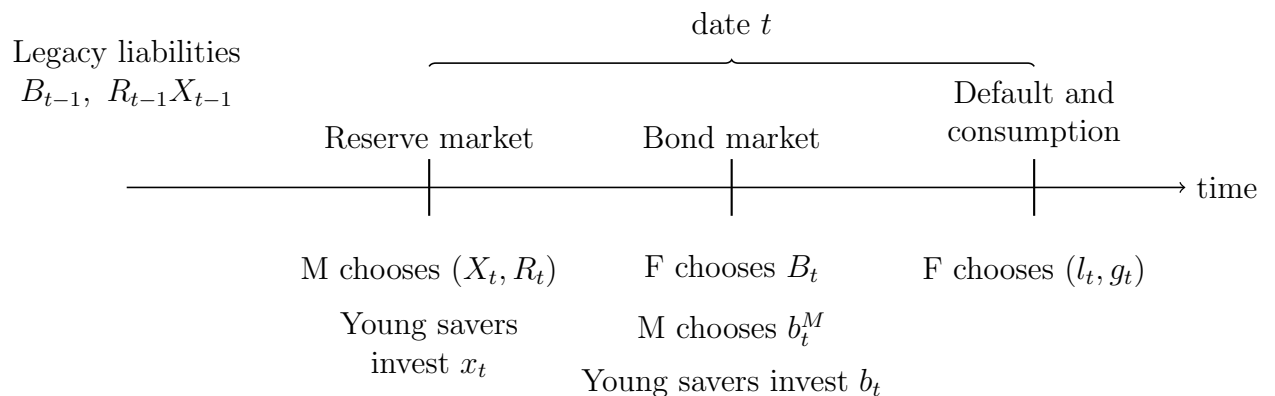 date $t$
Legacy liabilities
$B_{t-1},\ R_{t-1}X_{t-1}$
Default and
consumption
Reserve market
Bond market
time
M chooses $(X_t, R_t)$
F chooses $B_t$
F chooses $(l_t, g_t)$
Young savers
invest $x_t$
M chooses $b_t^M$
Young savers invest $b_t$